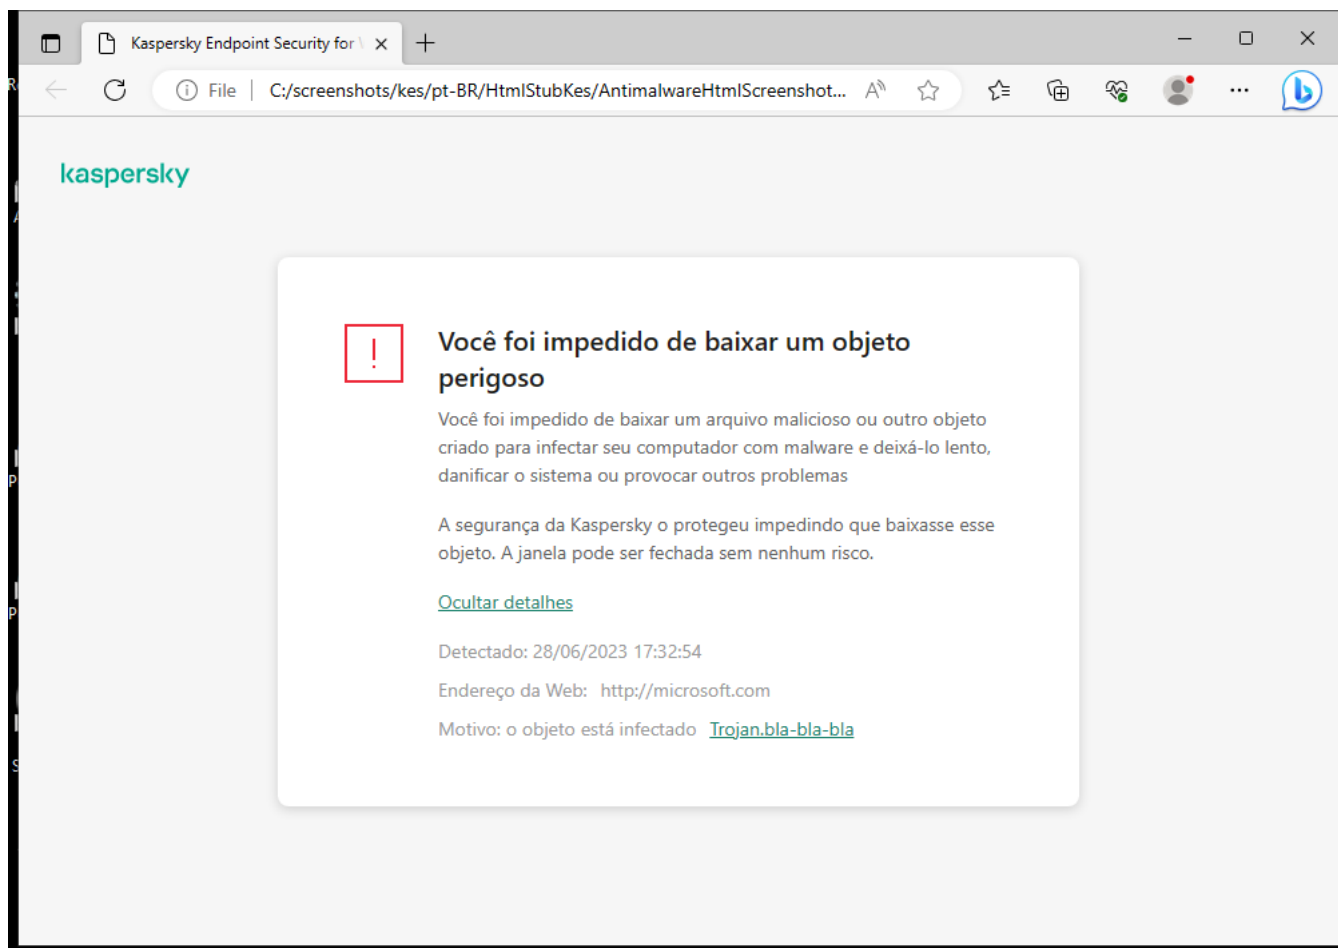 Kaspersky Endpoint Security for
File C:/screenshots/kes/pt-BR/HtmlStubKes/AntimalwareHtmlScreenshot...
kaspersky
Você foi impedido de baixar um objeto
perigoso
Você foi impedido de baixar um arquivo malicioso ou outro objeto
criado para infectar seu computador com malware e deixá-lo lento,
danificar o sistema ou provocar outros problemas
A segurança da Kaspersky o protegeu impedindo que baixasse esse
objeto. A janela pode ser fechada sem nenhum risco.
Ocultar detalhes
Detectado: 28/06/2023 17:32:54
Endereço da Web: http://microsoft.com
Motivo: o objeto está infectado Trojan.bla-bla-bla